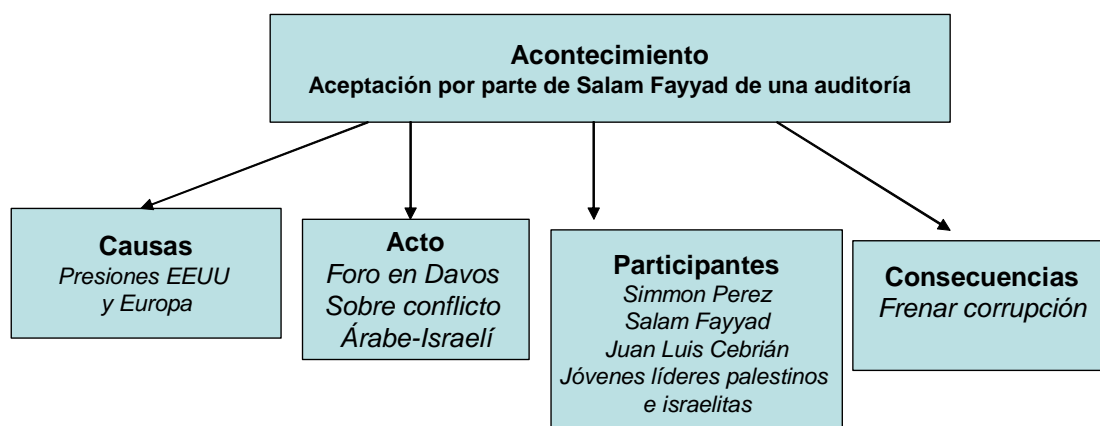 Acontecimiento
Aceptación por parte de Salam Fayyad de una auditoría
Causas
Presiones EEUU
y Europa
Acto
Foro en Davos
Sobre conflicto
Árabe-Israelí
Participantes
Simmon Perez
Salam Fayyad
Juan Luis Cebrián
Jóvenes líderes palestinos
e israelitas
Consecuencias
Frenar corrupción